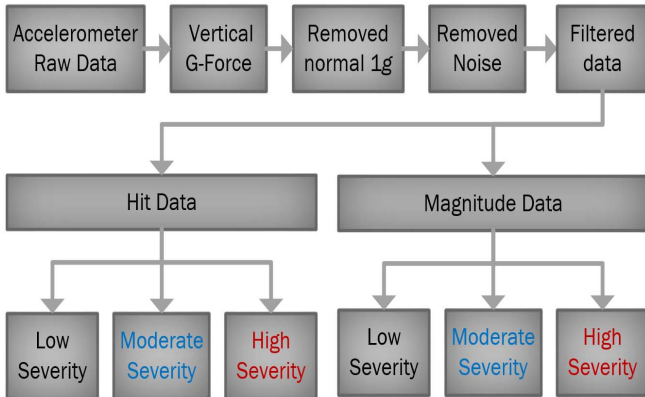 Accelerometer
Raw Data
Vertical
G-Force
Removed
normal 1g
Removed
Noise
Filtered
data
Hit Data
Magnitude Data
Low
Severity
Moderate
Severity
High
Severity
Low
Severity
Moderate
Severity
High
Severity